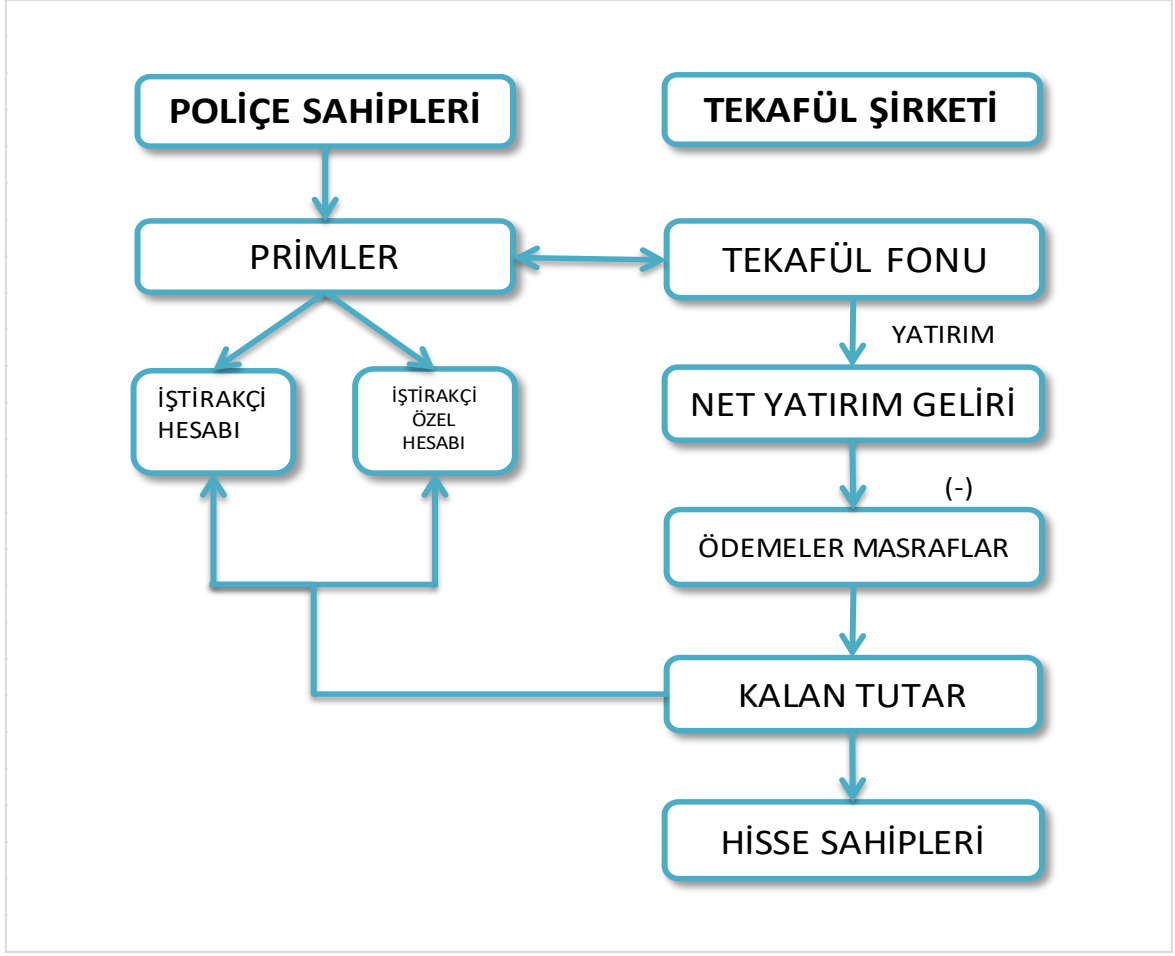 POLİÇE SAHİPLERİ
TEKAFÜL ŞİRKETİ
PRİMLER
TEKAFÜL FONU
YATIRIM
İŞTİRAKÇİ
HESABI
İŞTİRAKÇİ
ÖZEL
HESABI
NET YATIRIM GELİRİ
(-)
ÖDEMELER MASRAFLAR
KALAN TUTAR
HİSSE SAHİPLERİ